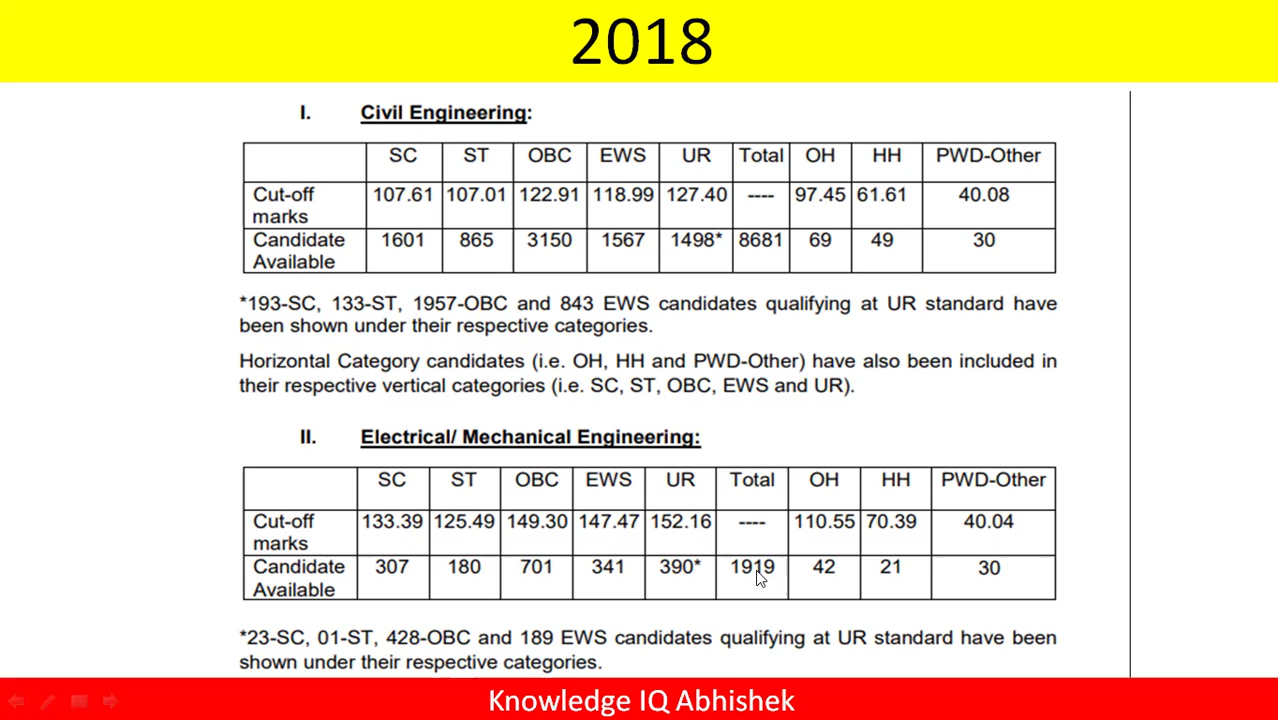 2018
I. Civil Engineering:
SC ST OBC EWS UR Total OH HH PWD-Other
Cut-off marks 107.61 107.01 122.91 118.99 127.40 ---- 97.45 61.61 40.08
Candidate Available 1601 865 3150 1567 1498* 8681 69 49 30
*193-SC, 133-ST, 1957-OBC and 843 EWS candidates qualifying at UR standard have
been shown under their respective categories.
Horizontal Category candidates (i.e. OH, HH and PWD-Other) have also been included in
their respective vertical categories (i.e. SC, ST, OBC, EWS and UR).
II. Electrical/ Mechanical Engineering:
SC ST OBC EWS UR Total OH HH PWD-Other
Cut-off marks 133.39 125.49 149.30 147.47 152.16 ---- 110.55 70.39 40.04
Candidate Available 307 180 701 341 390* 1919 42 21 30
*23-SC, 01-ST, 428-OBC and 189 EWS candidates qualifying at UR standard have been
shown under their respective categories.
Knowledge IQ Abhishek